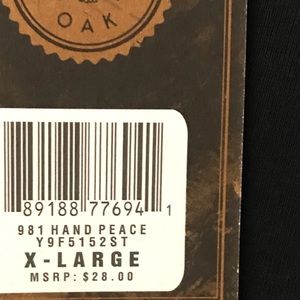 OAK
89188 77694 1
981 HAND PEACE
Y9F5152ST
X-LARGE
MSRP: $28.00